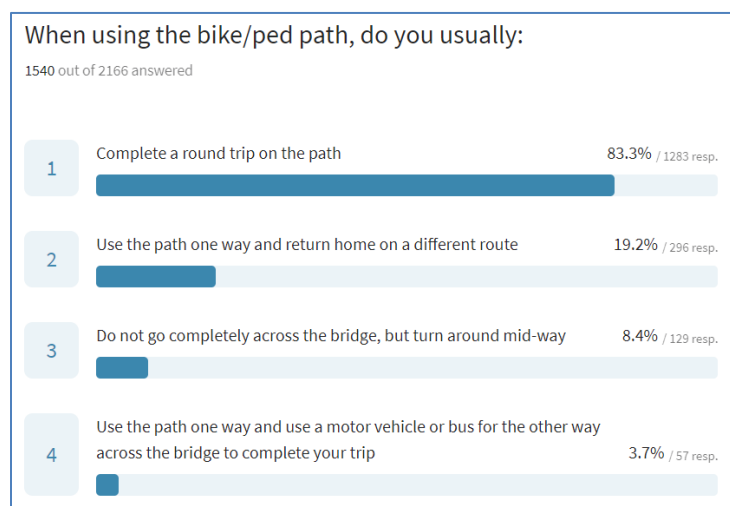 When using the bike/ped path, do you usually:
1540 out of 2166 answered
1
Complete a round trip on the path
83.3% / 1283 resp.
2
Use the path one way and return home on a different route
19.2% / 296 resp.
3
Do not go completely across the bridge, but turn around mid-way
8.4% / 129 resp.
4
Use the path one way and use a motor vehicle or bus for the other way
across the bridge to complete your trip
3.7% / 57 resp.